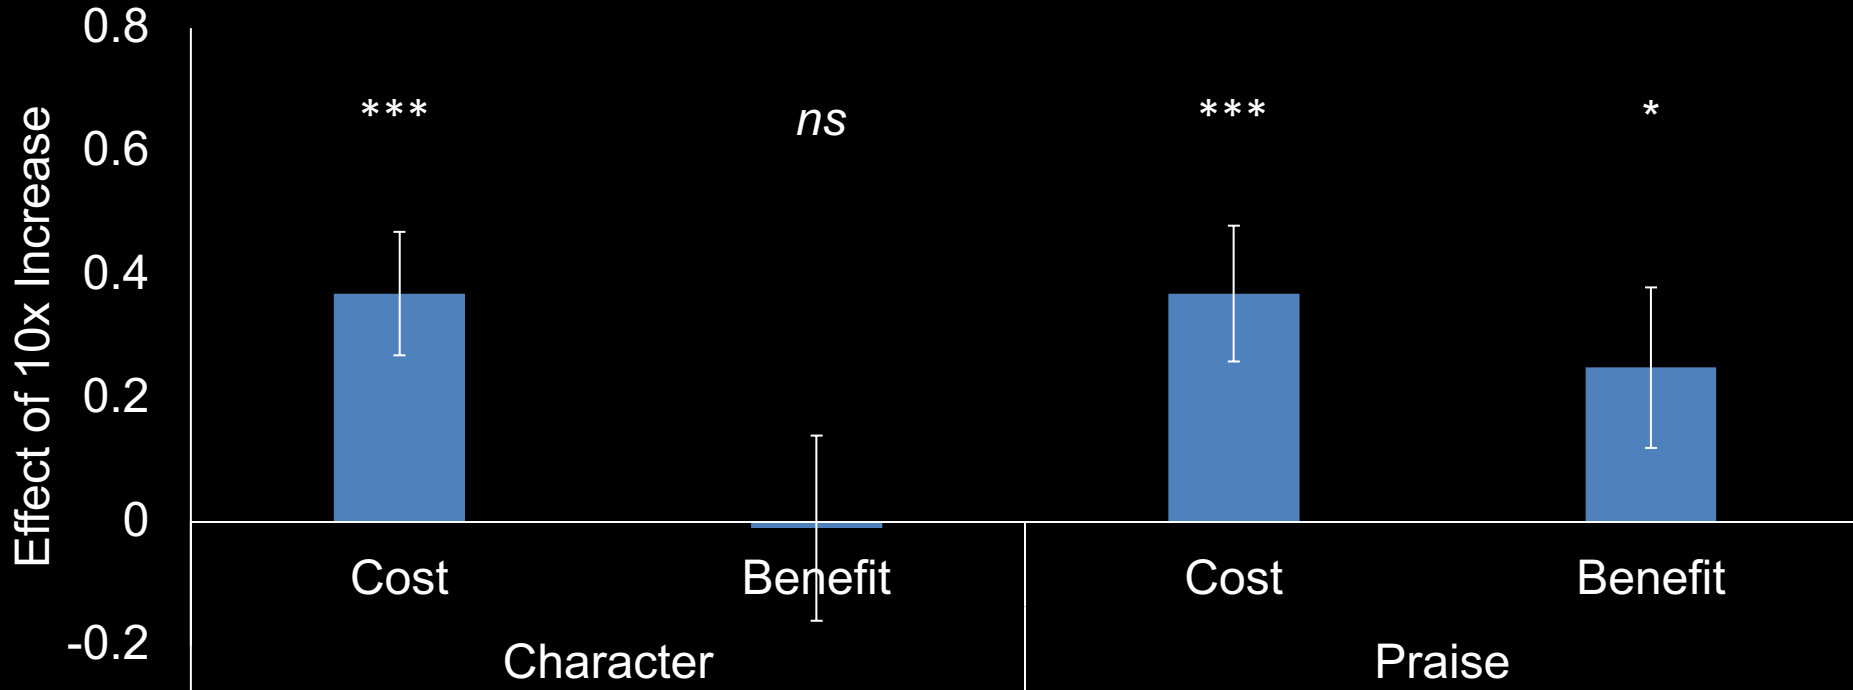 0.8
0.6
0.4
0.2
0
-0.2
Effect of 10x Increase
*** ns *** *
Cost Benefit Cost Benefit
Character Praise